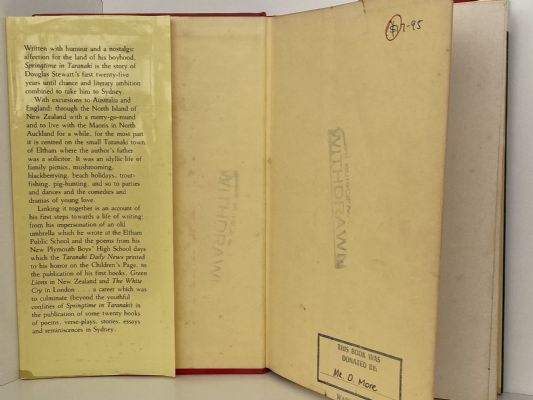 Written with humour and a nostalgic
affection for the land of his boyhood,
Springtime in Taranaki is the story of
Douglas Stewart's first twenty-five
years until chance and literary ambition
combined to take him to Sydney.
With excursions to Australia and
England; through the North Island of
New Zealand with a merry-go-round
and to live with the Maoris in North
Auckland for a while, for the most part
it is centred on the small Taranaki town
of Eltham where the author's father
was a solicitor. It was an idyllic life of
family picnics, mushrooming,
blackberrying, beach holidays, trout-
fishing, pig-hunting, and so to parties
and dances and the comedies and
dramas of young love.
Linking it together is an account of
his first steps towards a life of writing:
from his impersonation of an old
umbrella which he wrote at the Eltham
Public School and the poems from his
New Plymouth Boys' High School days
which the Taranaki Daily News printed
to his horror on the Children's Page, to
the publication of his first books, Green
Lions in New Zealand and The White
Cry in London . . . a career which was
to culminate (beyond the youthful
confines of Springtime in Taranaki) in
the publication of some twenty books
of poems, verse-plays, stories, essays
and reminiscences in Sydney.
WITHDRAWN
$17-95
WITHDRAWN
THIS BOOK WAS
DONATED BY:
Mr. D. More